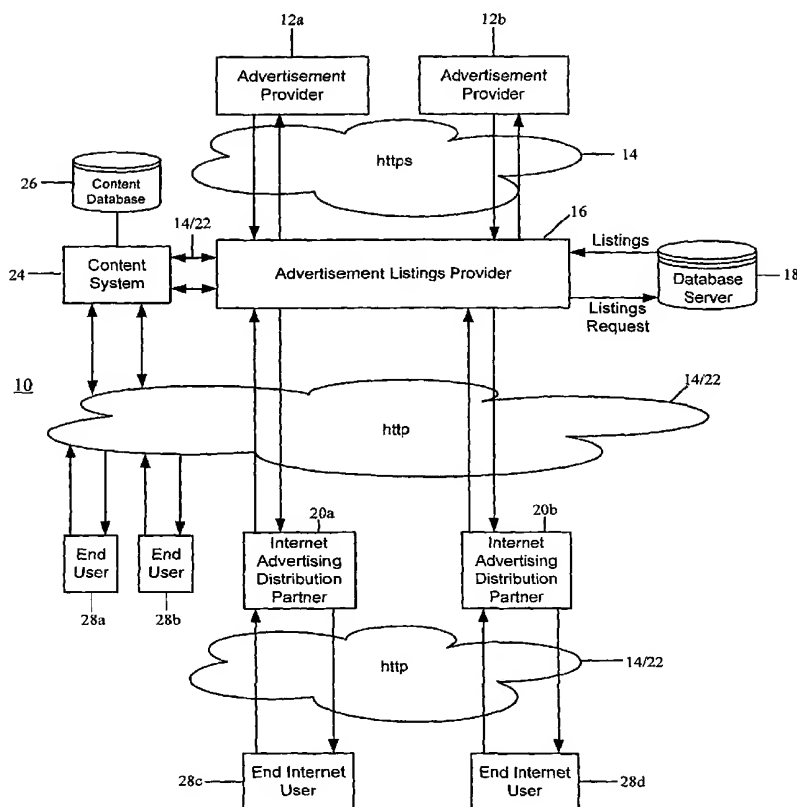 12a
12b
Advertisement
Provider
Advertisement
Provider
https
14
26
Content
Database
14/22
16
24
Content
System
Advertisement Listings Provider
Listings
Database
Server
18
Listings
Request
10
14/22
http
20a
20b
End
User
End
User
Internet
Advertising
Distribution
Partner
Internet
Advertising
Distribution
Partner
28a
28b
http
14/22
28c
End Internet
User
End Internet
User
28d